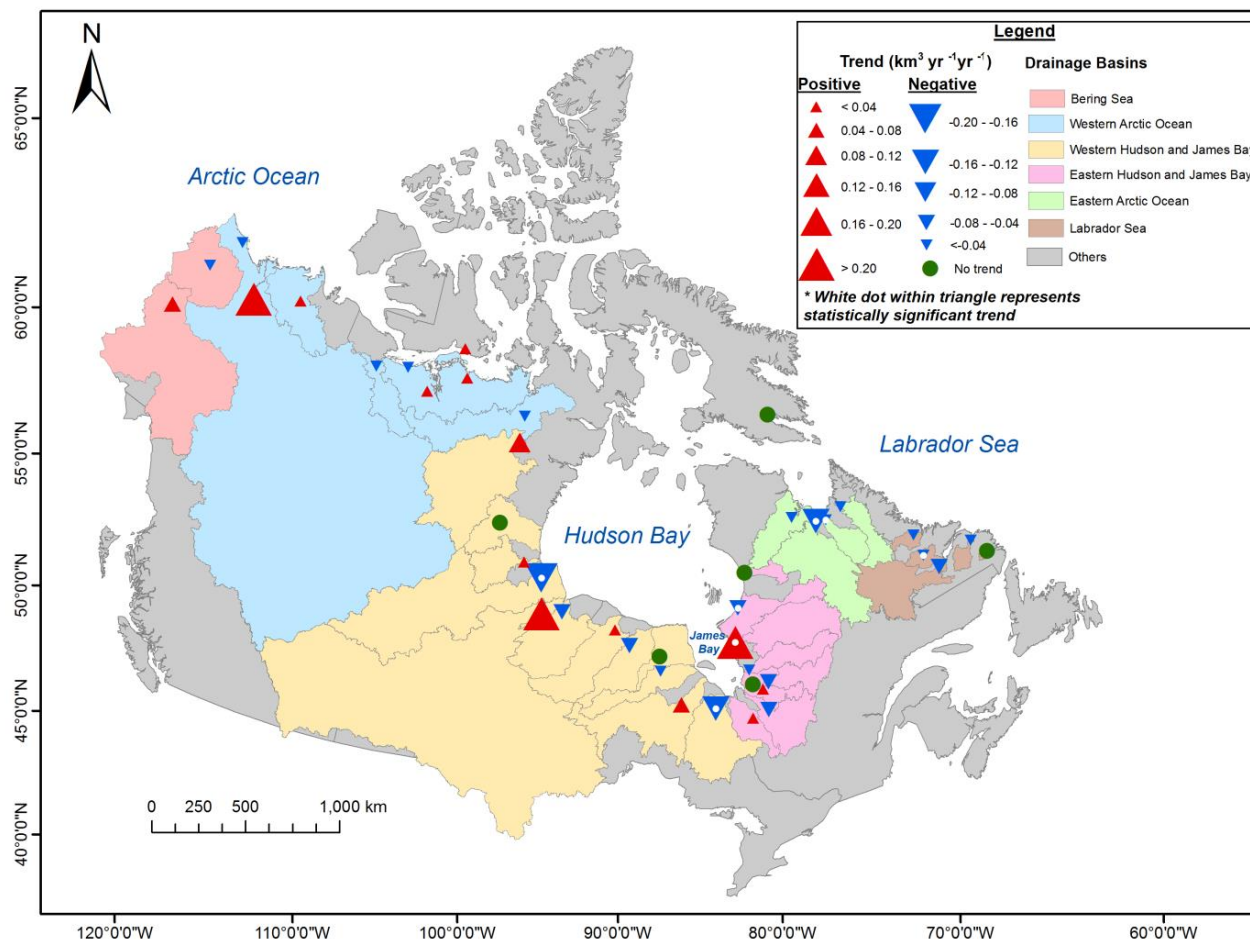 N
Arctic Ocean
Labrador Sea
Hudson Bay
James
Bay
65°0'0"N
60°0'0"N
55°0'0"N
50°0'0"N
45°0'0"N
40°0'0"N
0 250 500 1,000 km
120°0'0"W 110°0'0"W 100°0'0"W 90°0'0"W 80°0'0"W 70°0'0"W 60°0'0"W
Legend
Trend (km³ yr ⁻¹yr ⁻¹)
Positive
< 0.04
0.04 - 0.08
0.08 - 0.12
0.12 - 0.16
0.16 - 0.20
> 0.20
Negative
-0.20 - -0.16
-0.16 - -0.12
-0.12 - -0.08
-0.08 - -0.04
<-0.04
No trend
* White dot within triangle represents
statistically significant trend
Drainage Basins
Bering Sea
Western Arctic Ocean
Western Hudson and James Bay
Eastern Hudson and James Bay
Eastern Arctic Ocean
Labrador Sea
Others